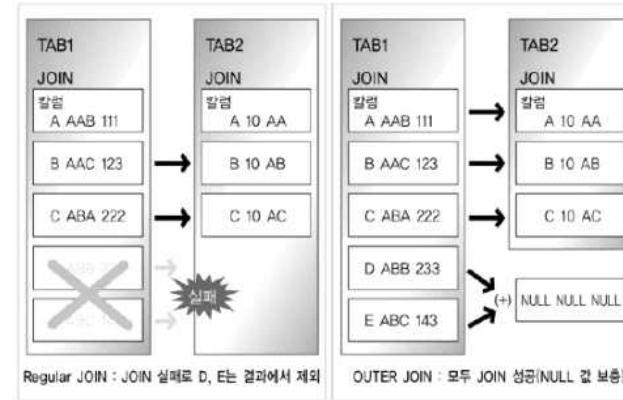 TAB1
JOIN
칼럼
A AAB 111
B AAC 123
C ABA 222
TAB2
JOIN
A 10 AA
B 10 AB
C 10 AC
실패
Regular JOIN : JOIN 실패로 D, E는 결과에서 제외
TAB1
JOIN
칼럼
A AAB 111
B AAC 123
C ABA 222
D ABB 233
E ABC 143
TAB2
JOIN
칼럼
A 10 AA
B 10 AB
C 10 AC
(+)
NULL NULL NULL
OUTER JOIN : 모두 JOIN 성공(NULL 값 보충)